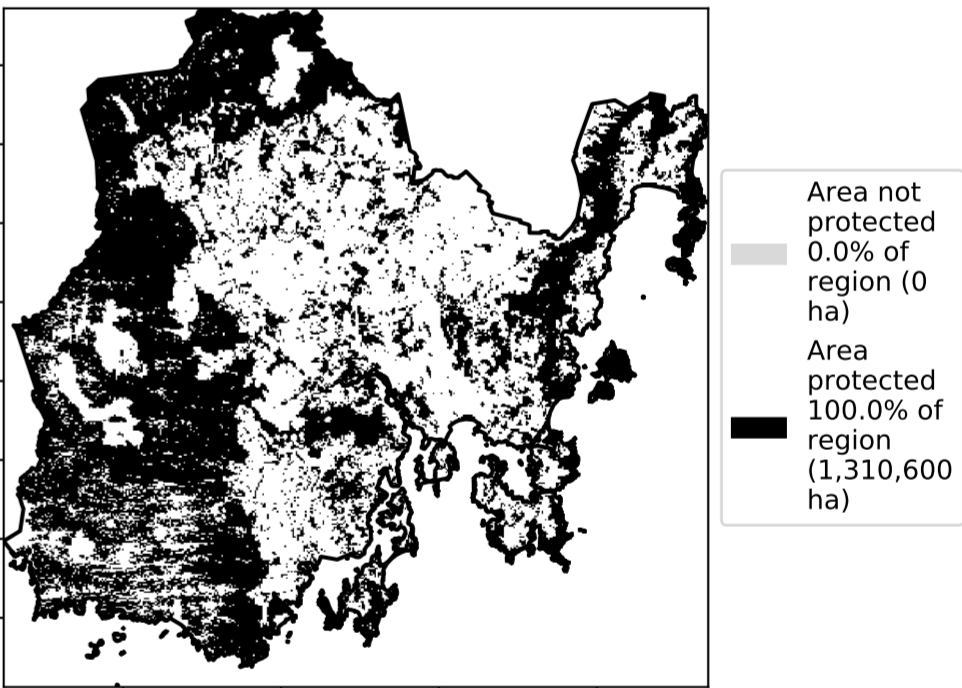 Area not
protected
0.0% of
region (0
ha)
Area
protected
100.0% of
region
(1,310,600
ha)